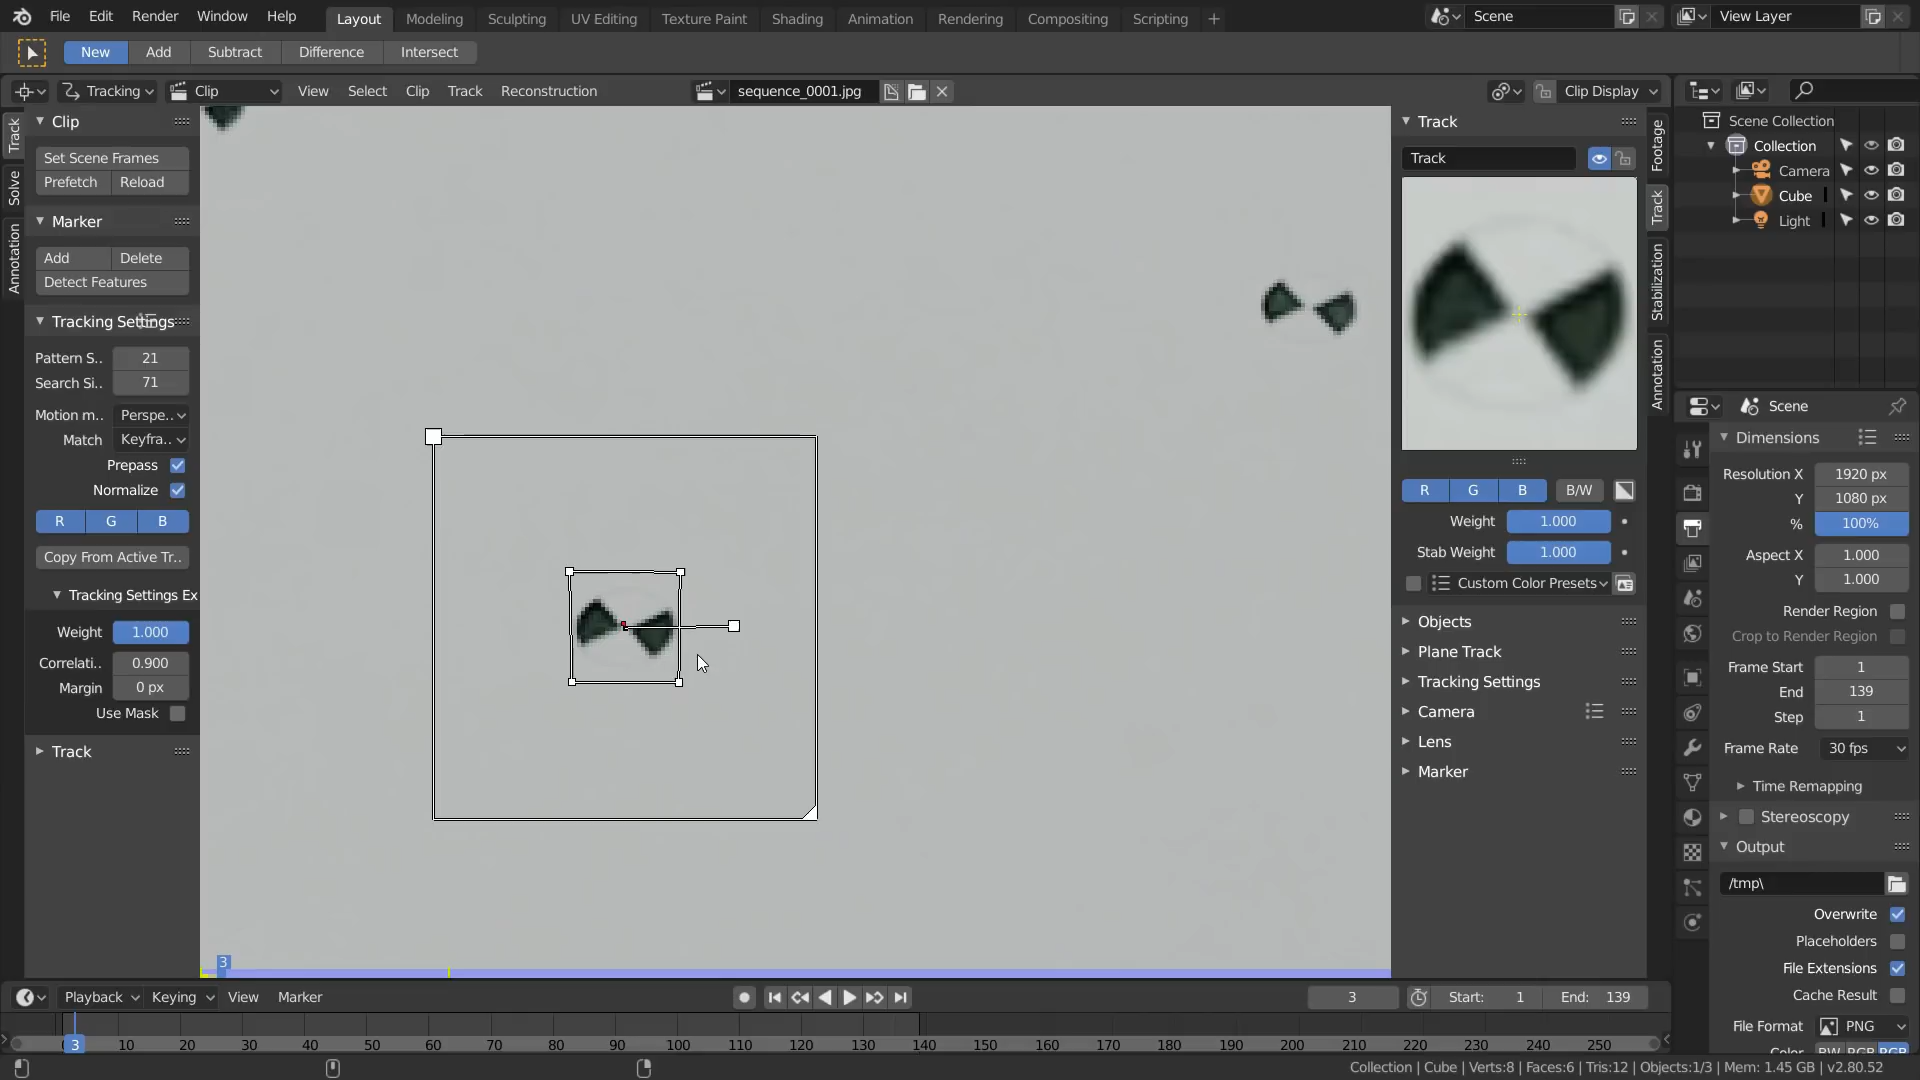 File Edit Render Window Help Layout Modeling Sculpting UV Editing Texture Paint Shading Animation Rendering Compositing Scripting + Scene View Layer
New Add Subtract Difference Intersect
Tracking Clip View Select Clip Track Reconstruction sequence_0001.jpg Clip Display
Track
Solve
Annotation
Clip
Set Scene Frames
Prefetch Reload
Marker
Add Delete
Detect Features
Tracking Settings
Pattern S.. 21
Search Si.. 71
Motion m.. Perspe..
Match Keyfra..
Prepass
Normalize
R G B
Copy From Active Tr..
Tracking Settings Ex
Weight 1.000
Correlati.. 0.900
Margin 0 px
Use Mask
Track
3
Track
Track
R G B B/W
Weight 1.000
Stab Weight 1.000
Custom Color Presets
Objects
Plane Track
Tracking Settings
Camera
Lens
Marker
Footage
Track
Stabilization
Annotation
Scene Collection
Collection
Camera
Cube
Light
Scene
Dimensions
Resolution X 1920 px
Y 1080 px
% 100%
Aspect X 1.000
Y 1.000
Render Region
Crop to Render Region
Frame Start 1
End 139
Step 1
Frame Rate 30 fps
Time Remapping
Stereoscopy
Output
/tmp\
Overwrite
Placeholders
File Extensions
Cache Result
File Format PNG
Color BW RGB RGB
Playback Keying View Marker 3 Start: 1 End: 139
3 10 20 30 40 50 60 70 80 90 100 110 120 130 140 150 160 170 180 190 200 210 220 230 240 250
Collection | Cube | Verts:8 | Faces:6 | Tris:12 | Objects:1/3 | Mem: 1.45 GB | v2.80.52